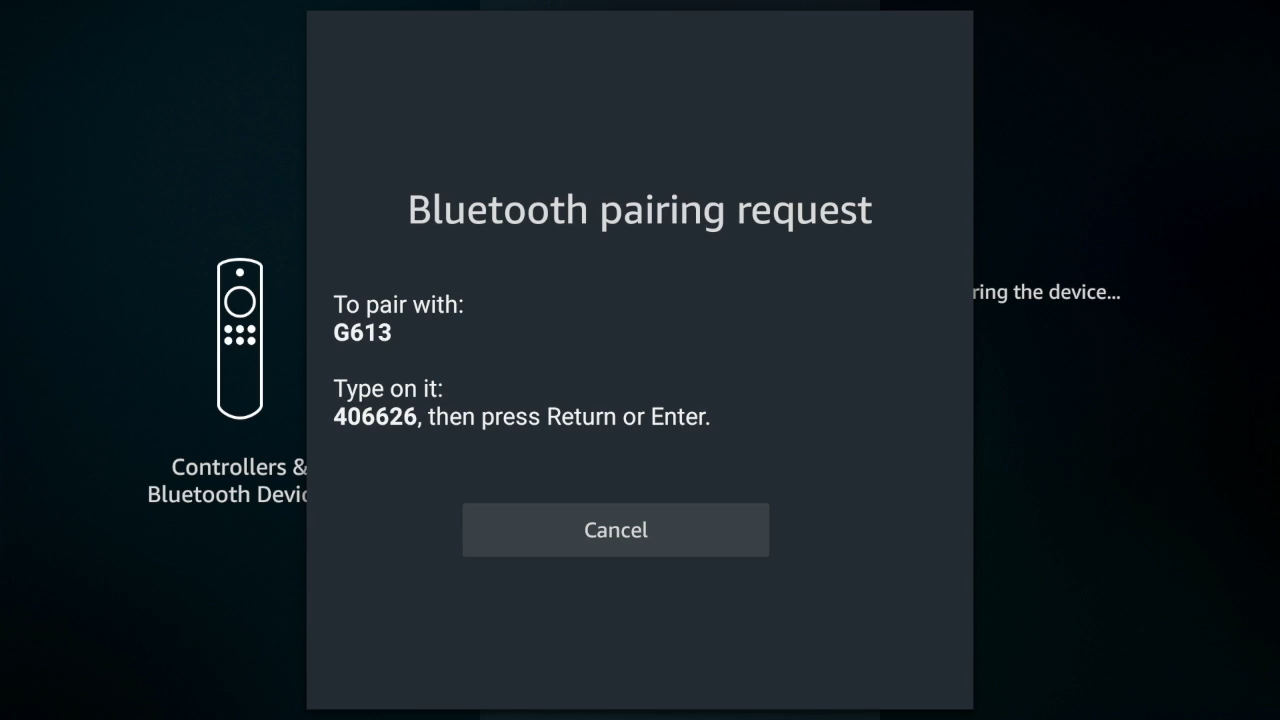 Bluetooth pairing request
To pair with:
G613
Type on it:
406626, then press Return or Enter.
Cancel
Controllers &
Bluetooth Devic
ring the device...